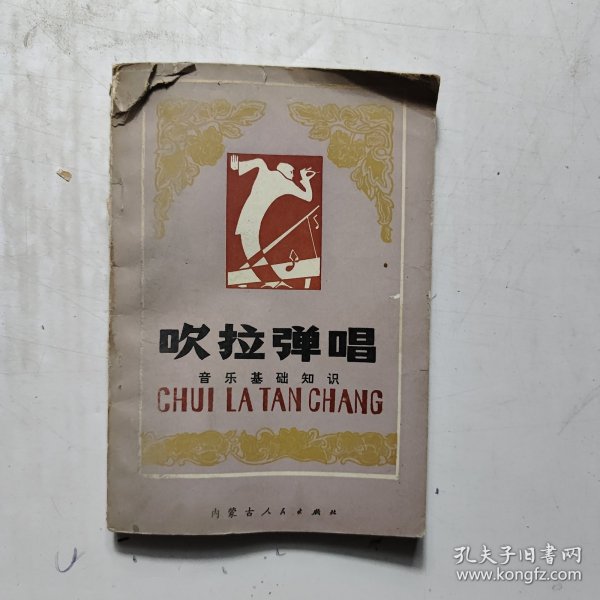 吹拉弹唱
音乐基础知识
CHUI LA TAN CHANG
内蒙古人民出版社
孔夫子旧书网
www.kongfz.com